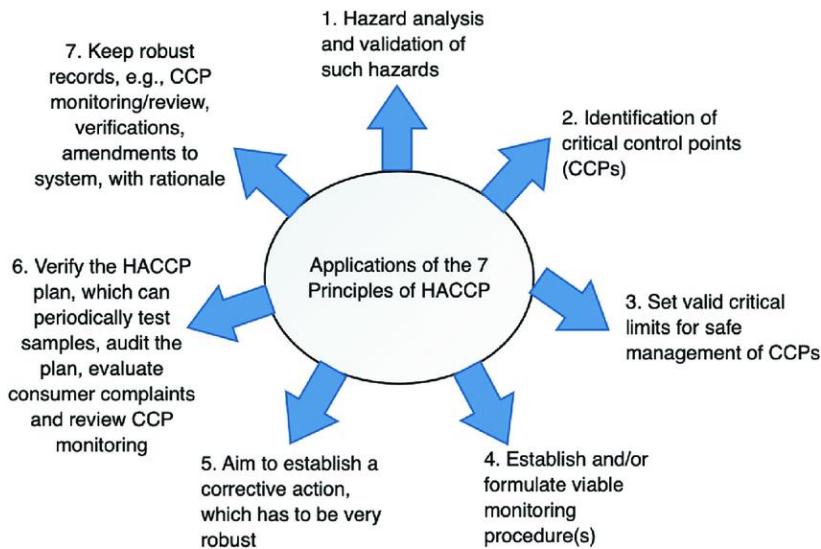 1. Hazard analysis
and validation of
such hazards
2. Identification of
critical control points
(CCPs)
3. Set valid critical
limits for safe
management of CCPs
4. Establish and/or
formulate viable
monitoring
procedure(s)
5. Aim to establish a
corrective action,
which has to be very
robust
6. Verify the HACCP
plan, which can
periodically test
samples, audit the
plan, evaluate
consumer complaints
and review CCP
monitoring
7. Keep robust
records, e.g., CCP
monitoring/review,
verifications,
amendments to
system, with rationale
Applications of the 7
Principles of HACCP